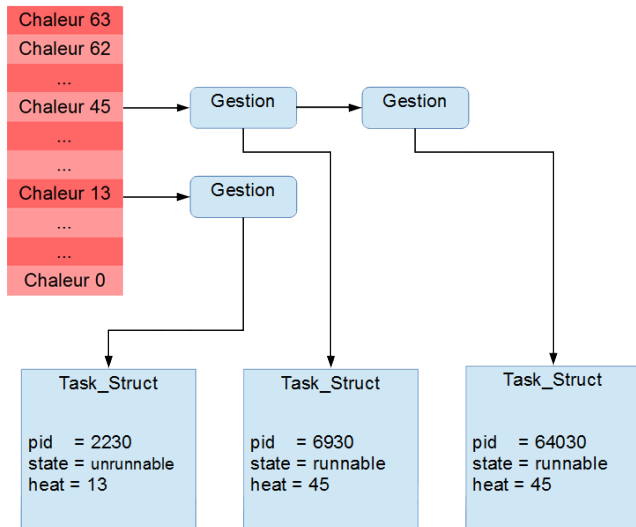 Chaleur 63
Chaleur 62
...
Chaleur 45
...
...
Chaleur 13
...
...
Chaleur 0
Gestion
Gestion
Gestion
Task_Struct
pid = 2230
state = unrunnable
heat = 13
Task_Struct
pid = 6930
state = runnable
heat = 45
Task_Struct
pid = 64030
state = runnable
heat = 45